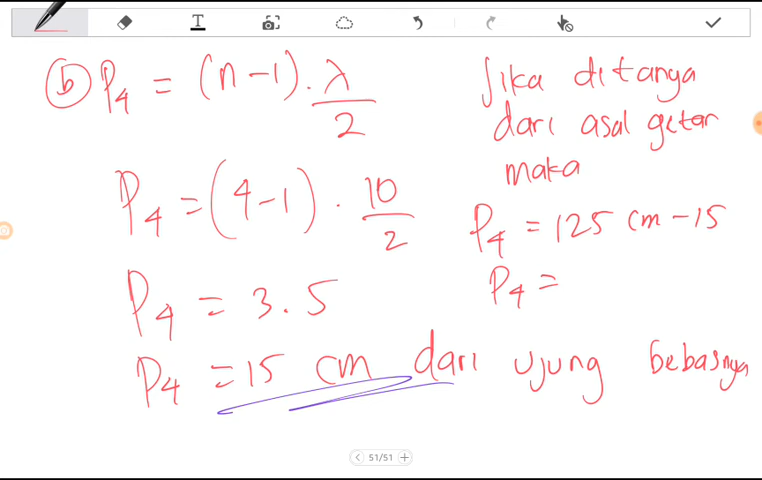 b P₄ = (n-1) . λ/2
P₄ = (4-1) . 10/2
P₄ = 3 . 5
P₄ = 15 cm dari ujung bebasnya
Jika ditanya
dari asal getar
maka
P₄ = 125 cm - 15
P₄ =
T
51/51